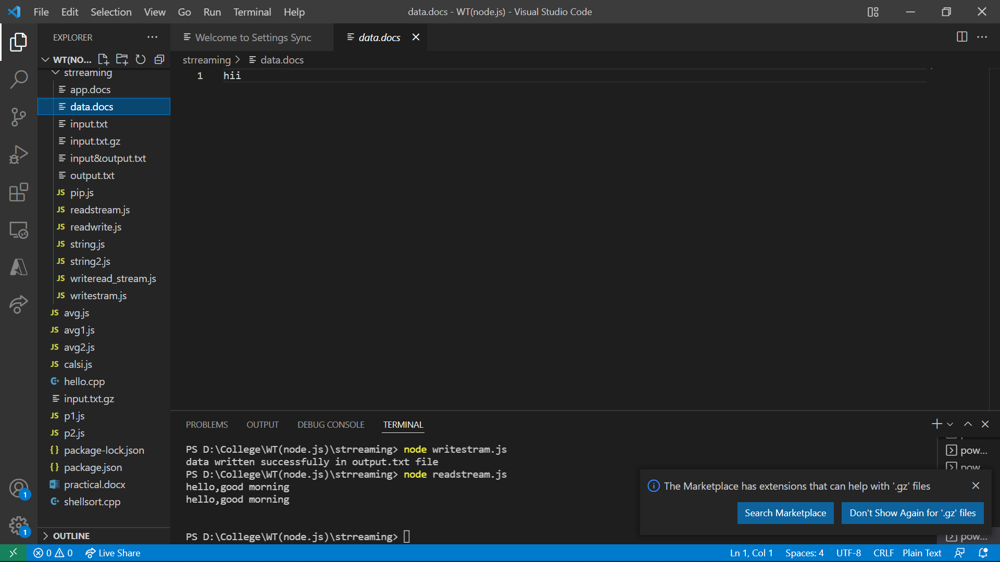 File Edit Selection View Go Run Terminal Help
data.docs - WT(node.js) - Visual Studio Code
EXPLORER
WT(NO...
strreaming
app.docs
data.docs
input.txt
input.txt.gz
input&output.txt
output.txt
JS pip.js
JS readstream.js
JS readwrite.js
JS string.js
JS string2.js
JS writeread_stream.js
JS writestram.js
JS avg.js
JS avg1.js
JS avg2.js
JS calsi.js
hello.cpp
input.txt.gz
JS p1.js
JS p2.js
{} package-lock.json
{} package.json
practical.docx
shellsort.cpp
OUTLINE
Welcome to Settings Sync
data.docs
strreaming > data.docs
1 hii
PROBLEMS OUTPUT DEBUG CONSOLE TERMINAL
PS D:\College\WT(node.js)\strreaming> node writestram.js
data written successfully in output.txt file
PS D:\College\WT(node.js)\strreaming> node readstream.js
hello,good morning
hello,good morning
PS D:\College\WT(node.js)\strreaming>
pow...
pow
pow...
The Marketplace has extensions that can help with '.gz' files
Search Marketplace
Don't Show Again for '.gz' files
1
1
0 0 Live Share
Ln 1, Col 1 Spaces: 4 UTF-8 CRLF Plain Text